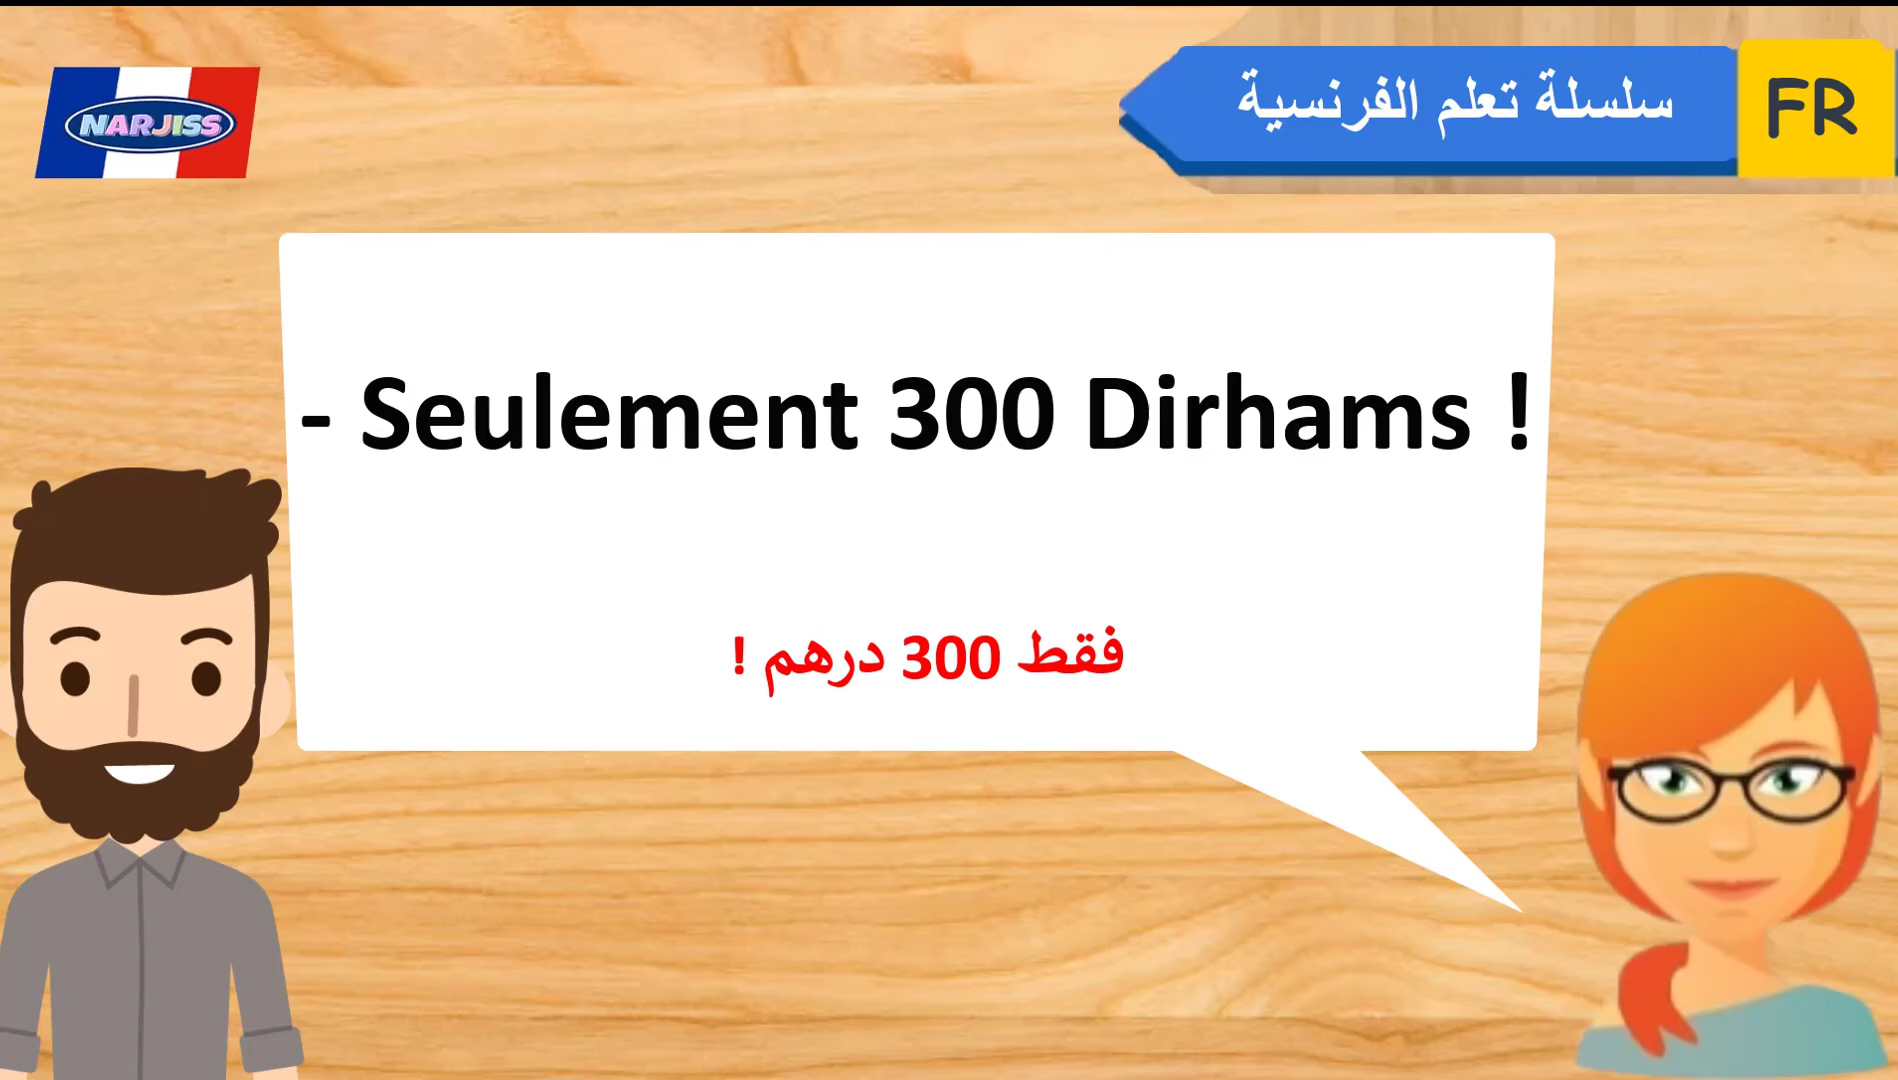 NARJISS
سلسلة تعلم الفرنسية
FR
- Seulement 300 Dirhams !
فقط 300 درهم !